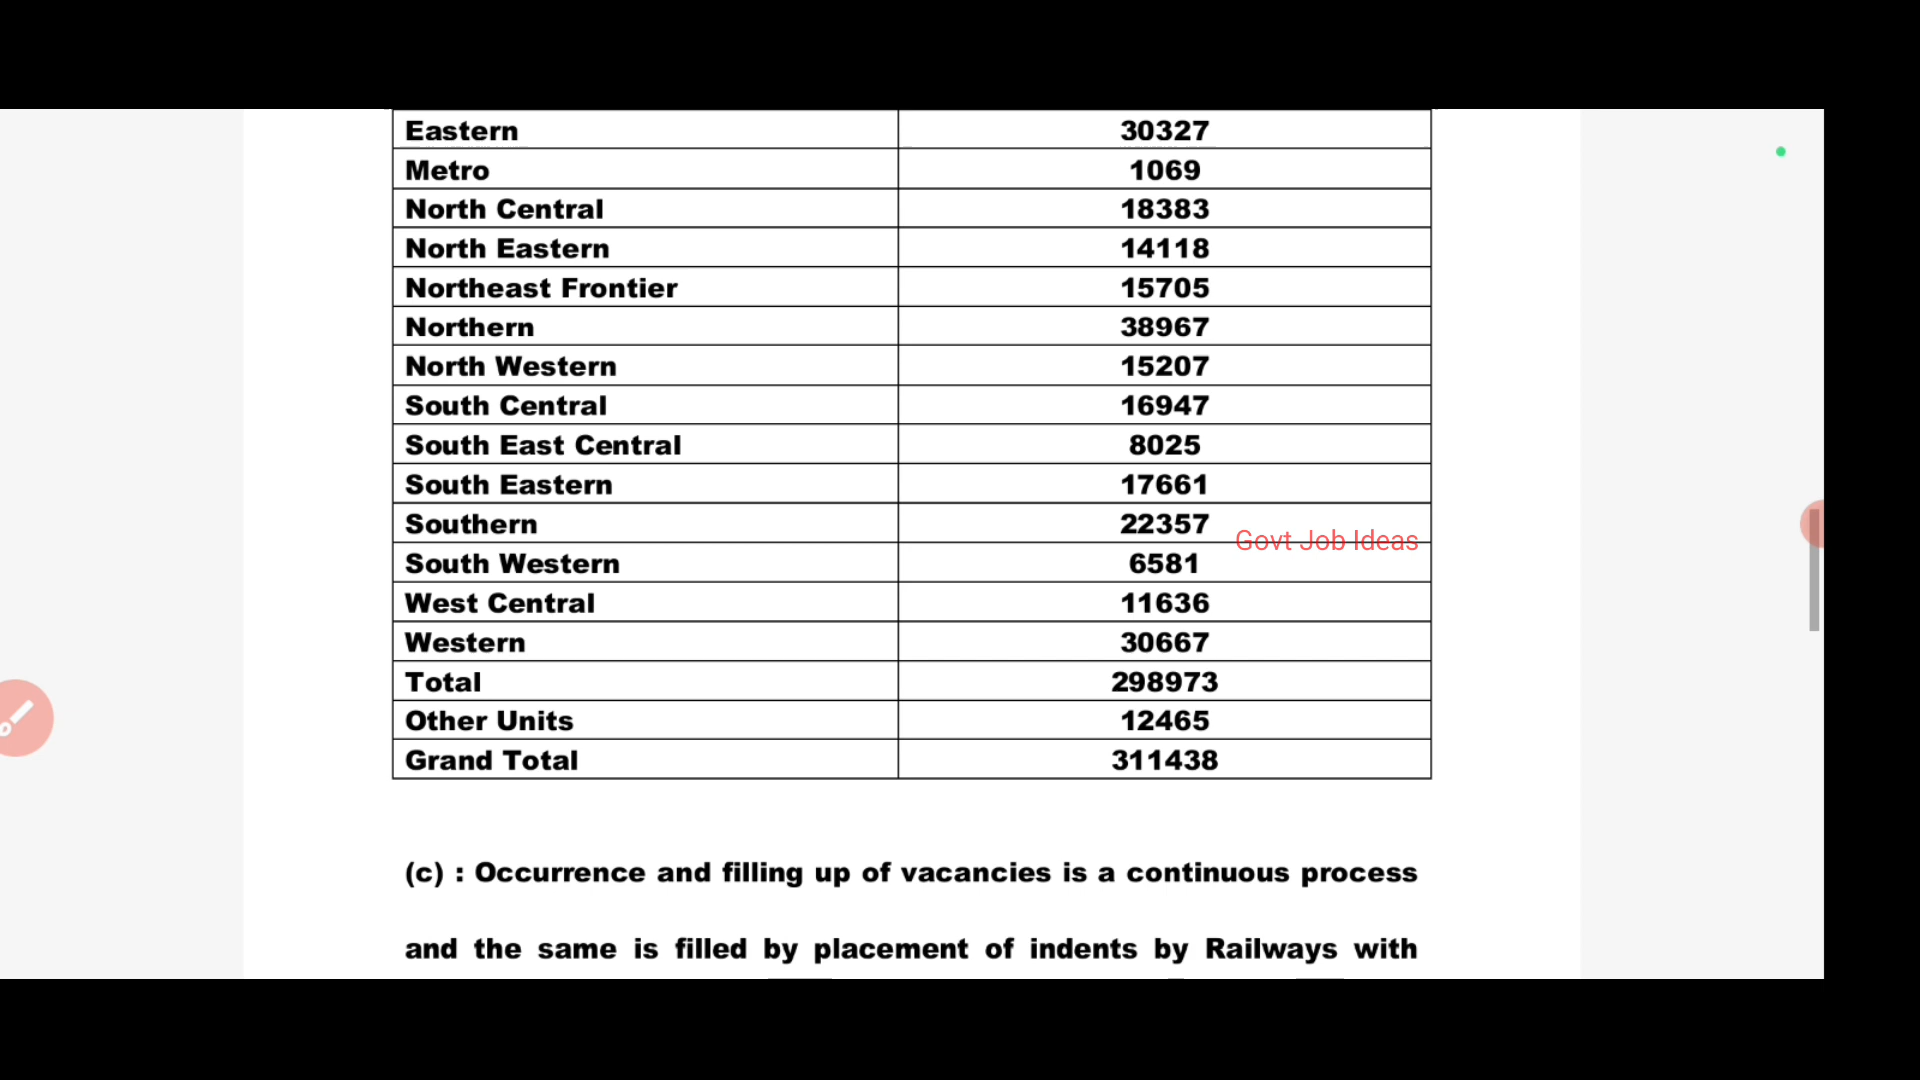 Eastern 30327
Metro 1069
North Central 18383
North Eastern 14118
Northeast Frontier 15705
Northern 38967
North Western 15207
South Central 16947
South East Central 8025
South Eastern 17661
Southern 22357
Govt Job Ideas
South Western 6581
West Central 11636
Western 30667
Total 298973
Other Units 12465
Grand Total 311438
(c) : Occurrence and filling up of vacancies is a continuous process
and the same is filled by placement of indents by Railways with